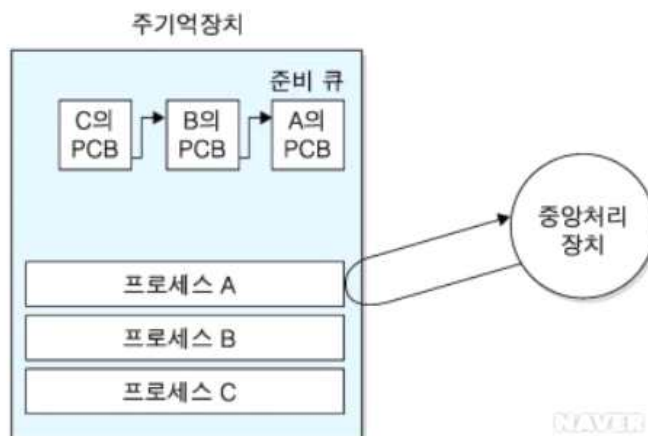 주기억장치
준비 큐
C의
PCB
B의
PCB
A의
PCB
중앙처리
장치
프로세스 A
프로세스 B
프로세스 C
NAVER